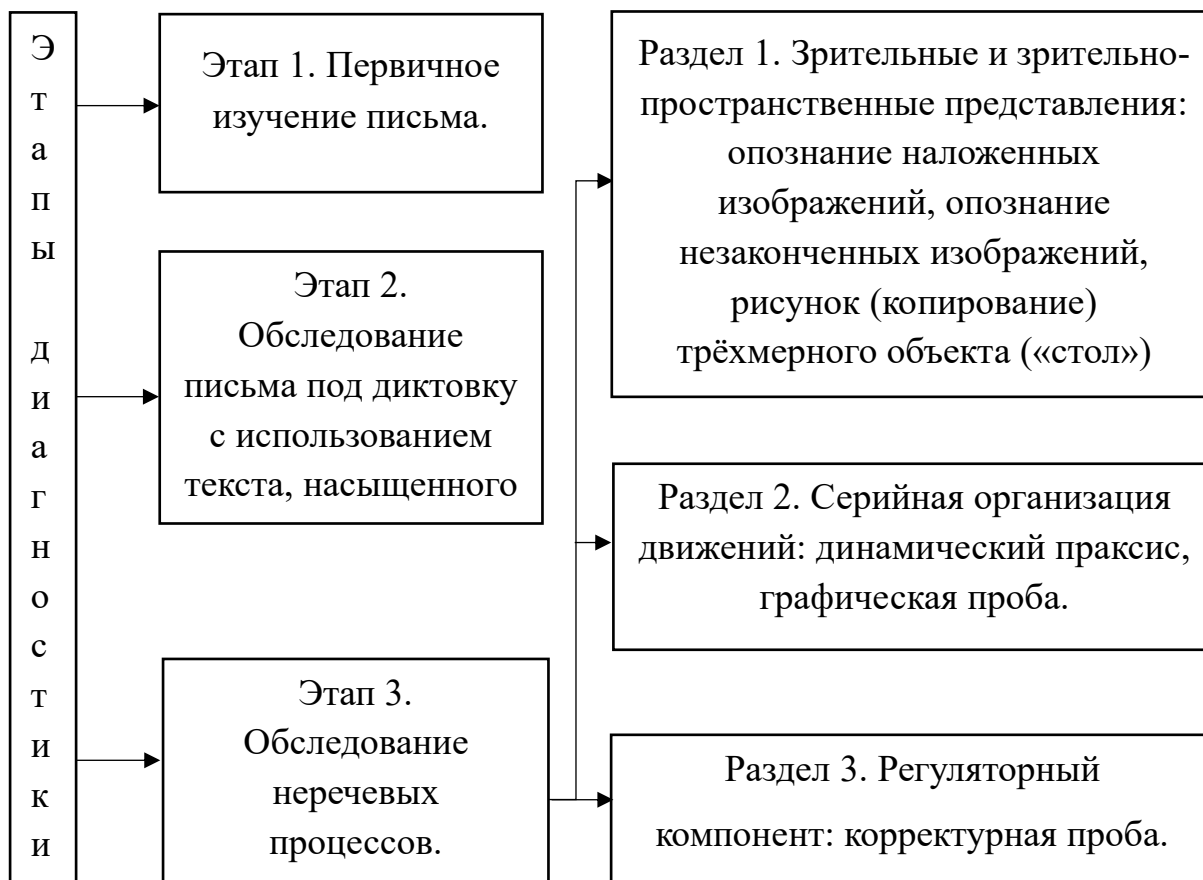 Этапы диагностики
Этап 1. Первичное
изучение письма.
Этап 2.
Обследование
письма под диктовку
с использованием
текста, насыщенного
Этап 3.
Обследование
неречевых
процессов.
Раздел 1. Зрительные и зрительно-
пространственные представления:
опознание наложенных
изображений, опознание
незаконченных изображений,
рисунок (копирование)
трёхмерного объекта («стол»)
Раздел 2. Серийная организация
движений: динамический праксис,
графическая проба.
Раздел 3. Регуляторный
компонент: корректурная проба.